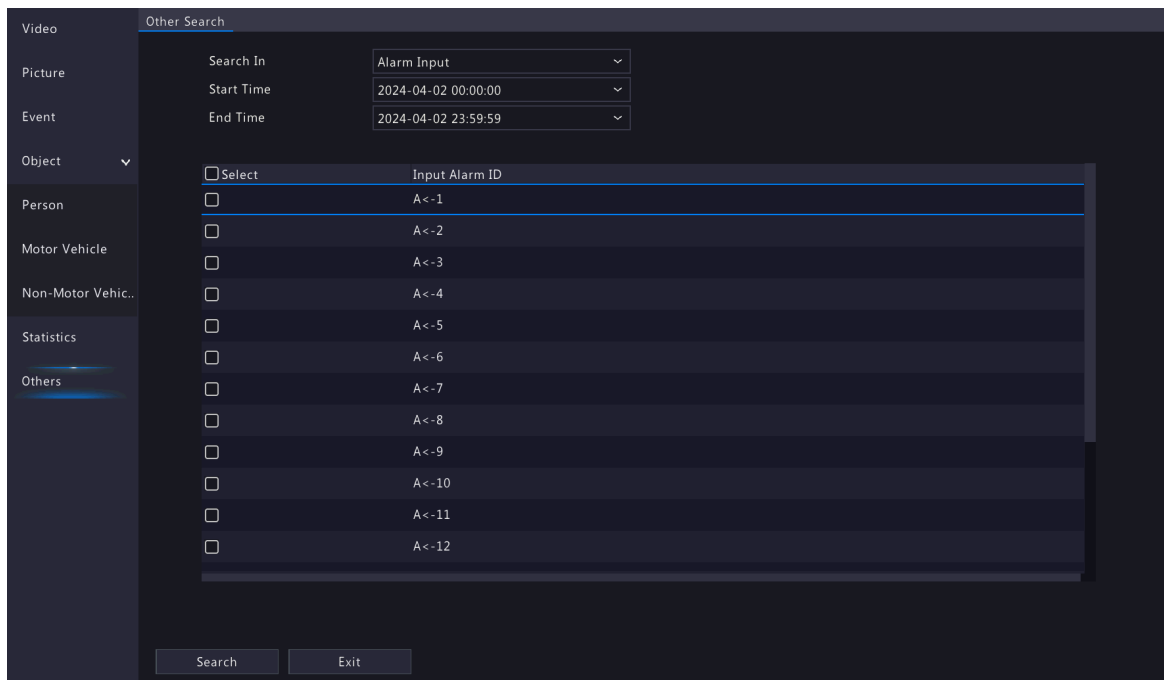 Video
Picture
Event
Object
Person
Motor Vehicle
Non-Motor Vehic..
Statistics
Others
Other Search
Search In Alarm Input
Start Time 2024-04-02 00:00:00
End Time 2024-04-02 23:59:59
Select Input Alarm ID
A<-1
A<-2
A<-3
A<-4
A<-5
A<-6
A<-7
A<-8
A<-9
A<-10
A<-11
A<-12
Search Exit